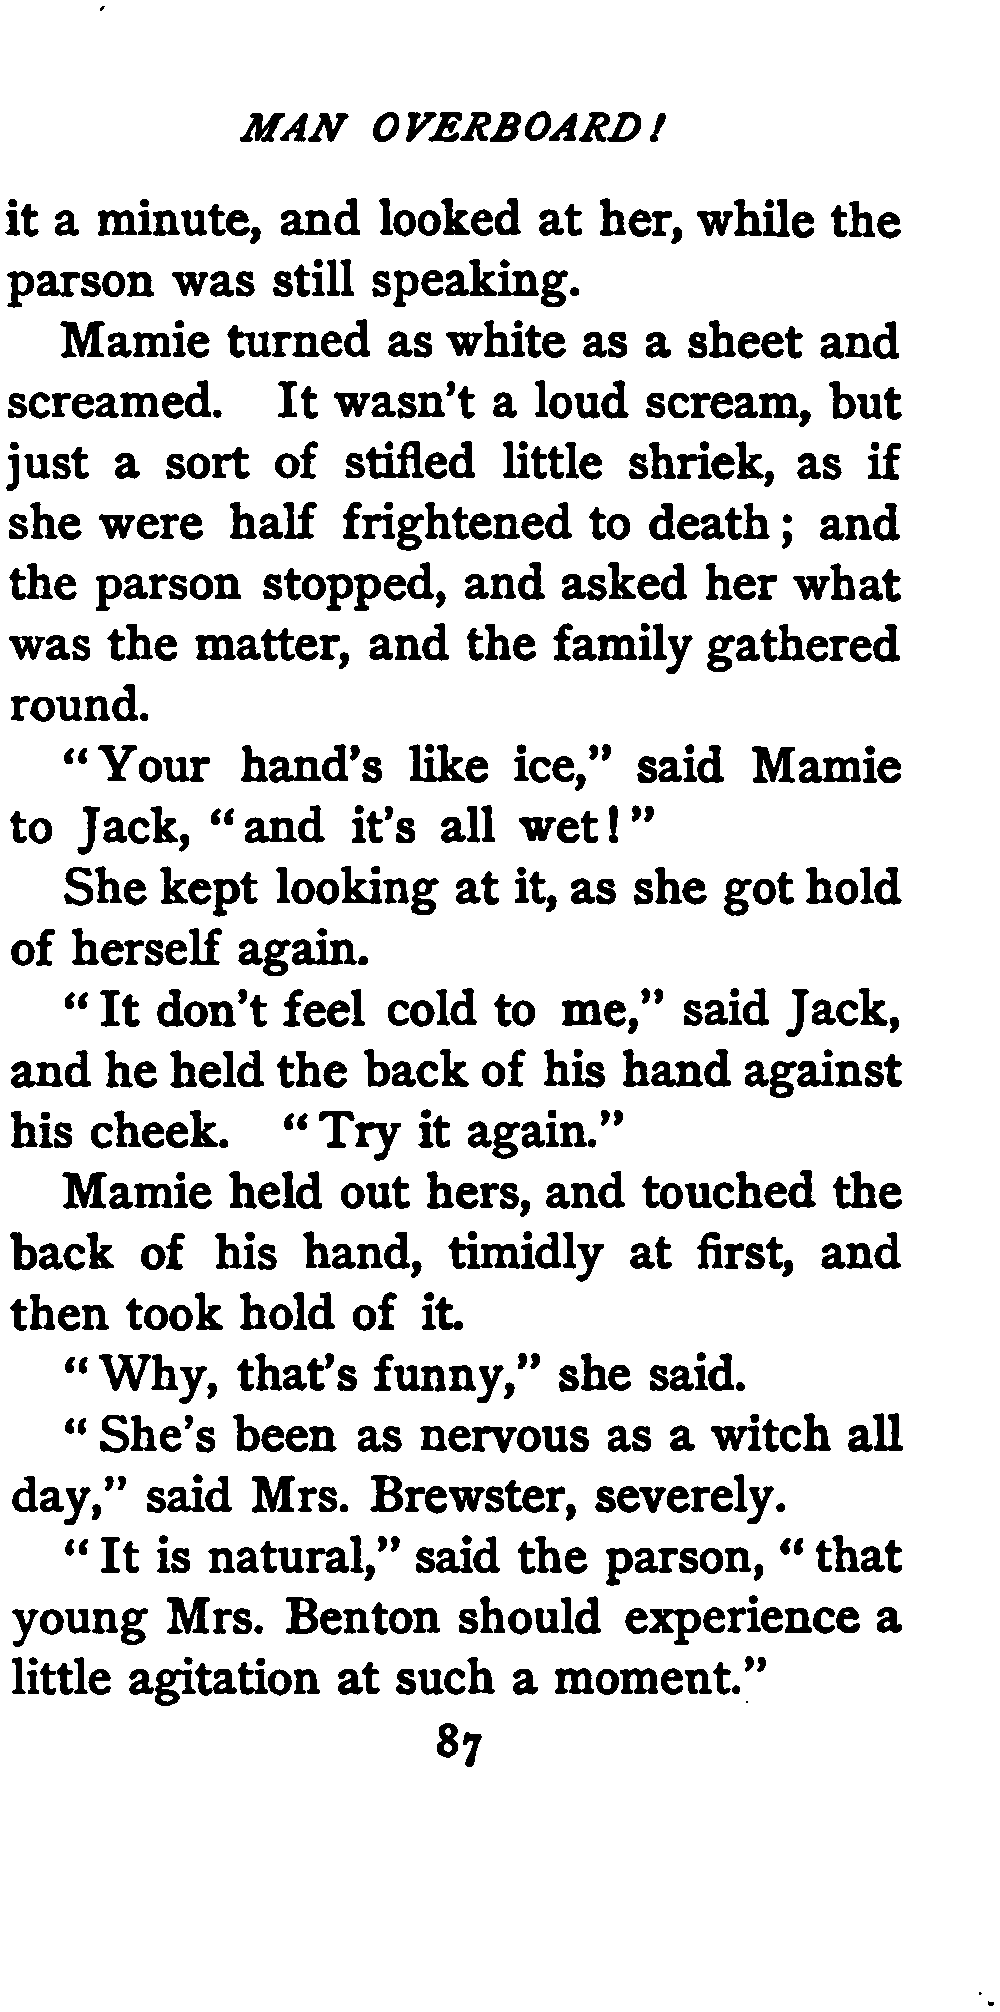 MAN OVERBOARD!
it a minute, and looked at her, while the
parson was still speaking.
Mamie turned as white as a sheet and
screamed. It wasn't a loud scream, but
just a sort of stifled little shriek, as if
she were half frightened to death; and
the parson stopped, and asked her what
was the matter, and the family gathered
round.
"Your hand's like ice," said Mamie
to Jack, "and it's all wet!"
She kept looking at it, as she got hold
of herself again.
"It don't feel cold to me," said Jack,
and he held the back of his hand against
his cheek. "Try it again."
Mamie held out hers, and touched the
back of his hand, timidly at first, and
then took hold of it.
"Why, that's funny," she said.
"She's been as nervous as a witch all
day," said Mrs. Brewster, severely.
"It is natural," said the parson, "that
young Mrs. Benton should experience a
little agitation at such a moment."
87